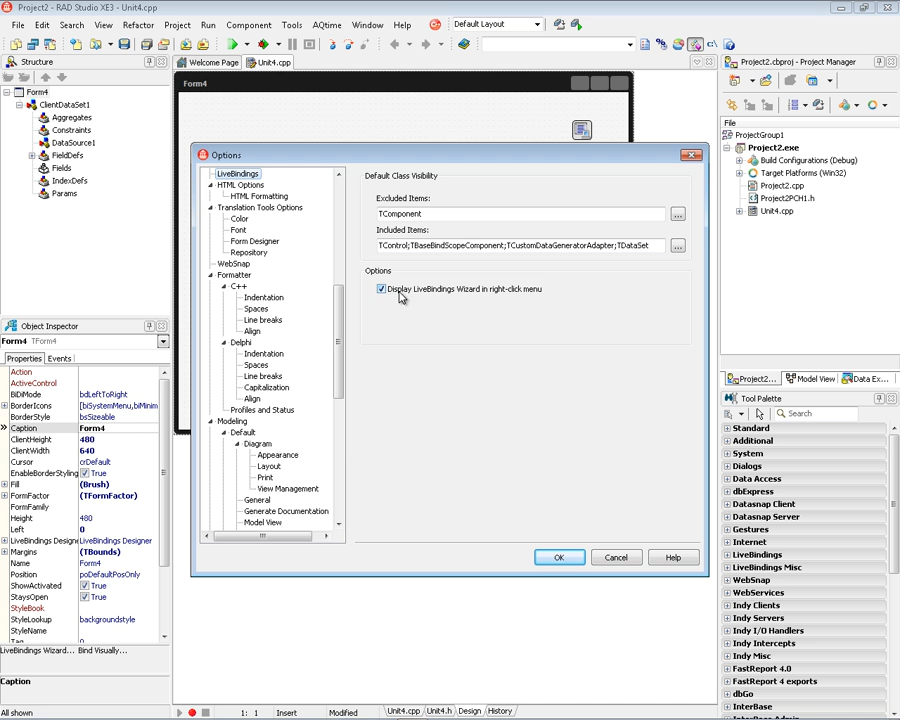 Project2 - RAD Studio XE3 - Unit4.cpp
File Edit Search View Refactor Project Run Component Tools AQtime Window Help Default Layout
Structure
Welcome Page Unit4.cpp
Form4
ClientDataSet1
Aggregates
Constraints
DataSource1
FieldDefs
Fields
IndexDefs
Params
Form4
Object Inspector
Form4 TForm4
Properties Events
Action
ActiveControl
BiDiMode bdLeftToRight
BorderIcons [biSystemMenu,biMinim
BorderStyle bsSizeable
Caption Form4
ClientHeight 480
ClientWidth 640
Cursor crDefault
EnableBorderStyling True
Fill (Brush)
FormFactor (TFormFactor)
FormFamily
Height 480
Left 0
LiveBindings Designe LiveBindings Designer
Margins (TBounds)
Name Form4
Position poDefaultPosOnly
ShowActivated True
StaysOpen True
StyleBook
StyleLookup backgroundstyle
StyleName
Tag 0
LiveBindings Wizard... Bind Visually...
Caption
All shown
Options
LiveBindings
HTML Options
HTML Formatting
Translation Tools Options
Color
Font
Form Designer
Repository
WebSnap
Formatter
C++
Indentation
Spaces
Line breaks
Align
Delphi
Indentation
Spaces
Line breaks
Capitalization
Align
Profiles and Status
Modeling
Default
Diagram
Appearance
Layout
Print
View Management
General
Generate Documentation
Model View
Default Class Visibility
Excluded Items:
TComponent
...
Included Items:
TControl;TBaseBindScopeComponent;TCustomDataGeneratorAdapter;TDataSet
...
Options
Display LiveBindings Wizard in right-click menu
OK Cancel Help
1: 1 Insert Modified Unit4.cpp Unit4.h Design History
Project2.cbproj - Project Manager
File
ProjectGroup1
Project2.exe
Build Configurations (Debug)
Target Platforms (Win32)
Project2.cpp
Project2PCH1.h
Unit4.cpp
Project2... Model View Data Ex...
Tool Palette
Search
Standard
Additional
System
Dialogs
Data Access
dbExpress
Datasnap Client
Datasnap Server
Gestures
Internet
LiveBindings
LiveBindings Misc
WebSnap
WebServices
Indy Clients
Indy Servers
Indy I/O Handlers
Indy Intercepts
Indy Misc
FastReport 4.0
FastReport 4 exports
dbGo
InterBase
InterBase Admin